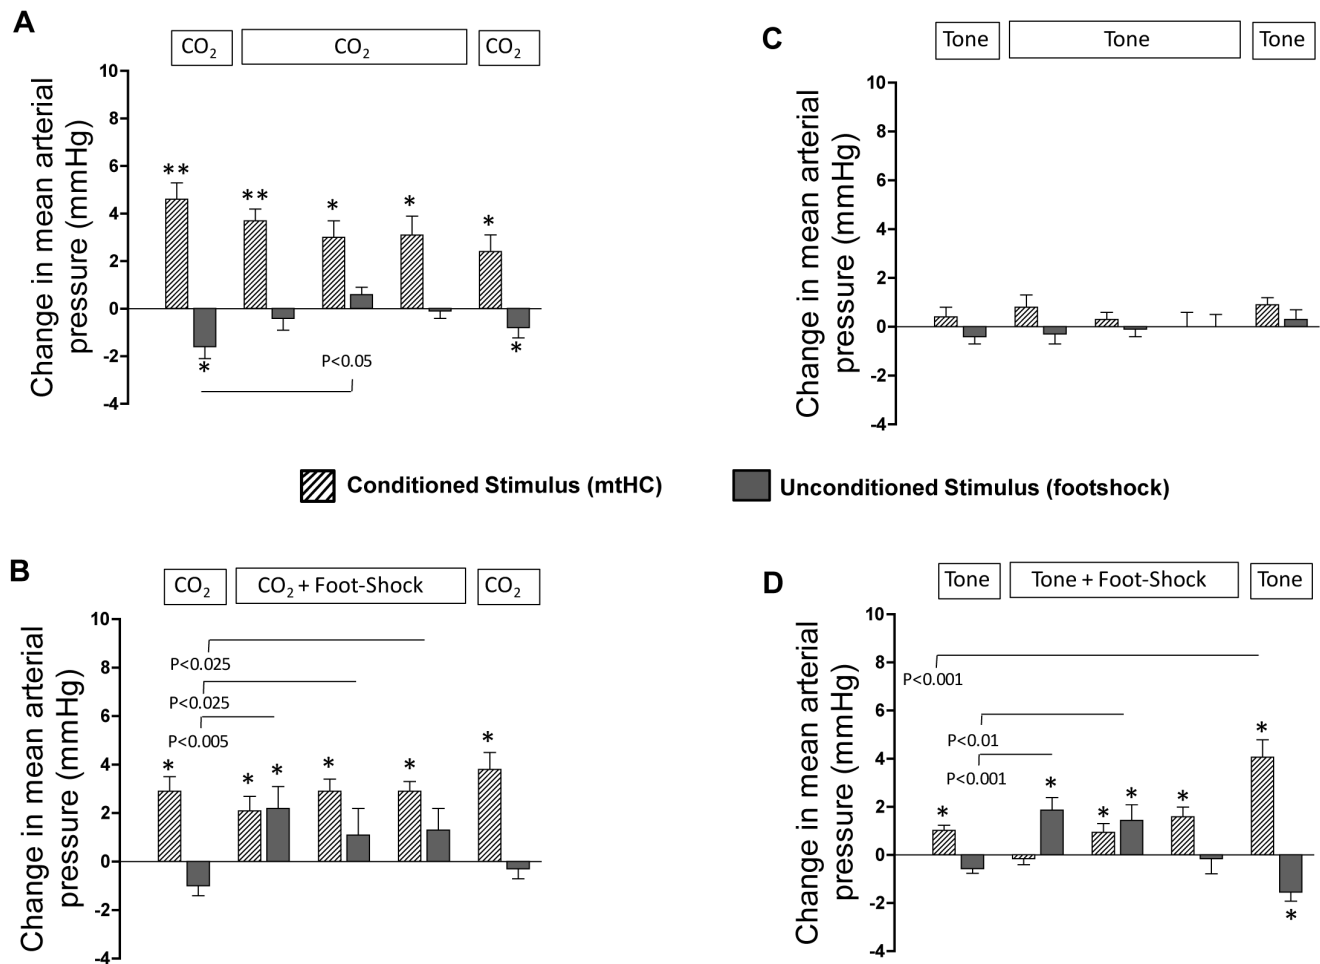 A
CO2 CO2 CO2
Change in mean arterial
pressure (mmHg)
10
8
6
4
2
0
-2
-4
** ** * * *
* *
P<0.05
C
Tone Tone Tone
Change in mean arterial
pressure (mmHg)
10
8
6
4
2
0
-2
-4
Conditioned Stimulus (mtHC)
Unconditioned Stimulus (footshock)
B
CO2 CO2 + Foot-Shock CO2
Change in mean arterial
pressure (mmHg)
10
8
6
4
2
0
-2
-4
P<0.025
P<0.025
P<0.005
* * * * * *
D
Tone Tone + Foot-Shock Tone
Change in mean arterial
pressure (mmHg)
10
8
6
4
2
0
-2
-4
P<0.001
P<0.01
P<0.001
* * * * * *
*